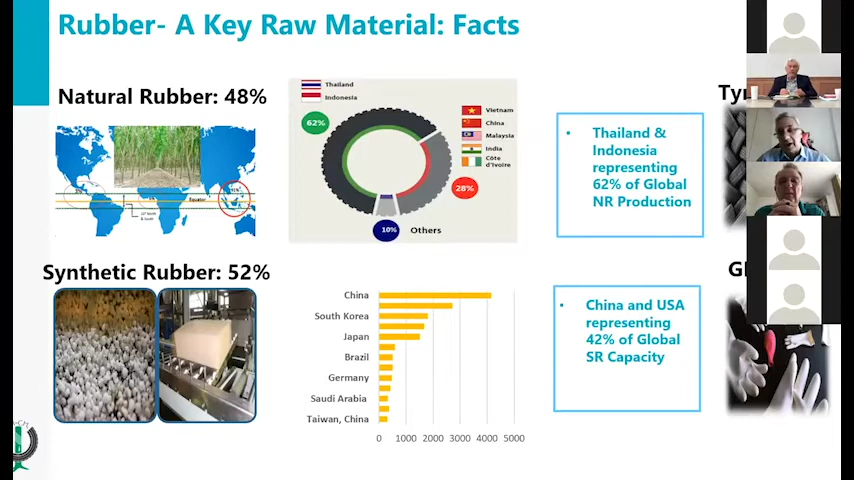 Rubber- A Key Raw Material: Facts
Natural Rubber: 48%
Equator
Thailand
Indonesia
62%
Vietnam
China
Malaysia
India
Côte
d'Ivoire
28%
10%
Others
• Thailand &
Indonesia
representing
62% of Global
NR Production
Synthetic Rubber: 52%
China
South Korea
Japan
Brazil
Germany
Saudi Arabia
Taiwan, China
0 1000 2000 3000 4000 5000
• China and USA
representing
42% of Global
SR Capacity